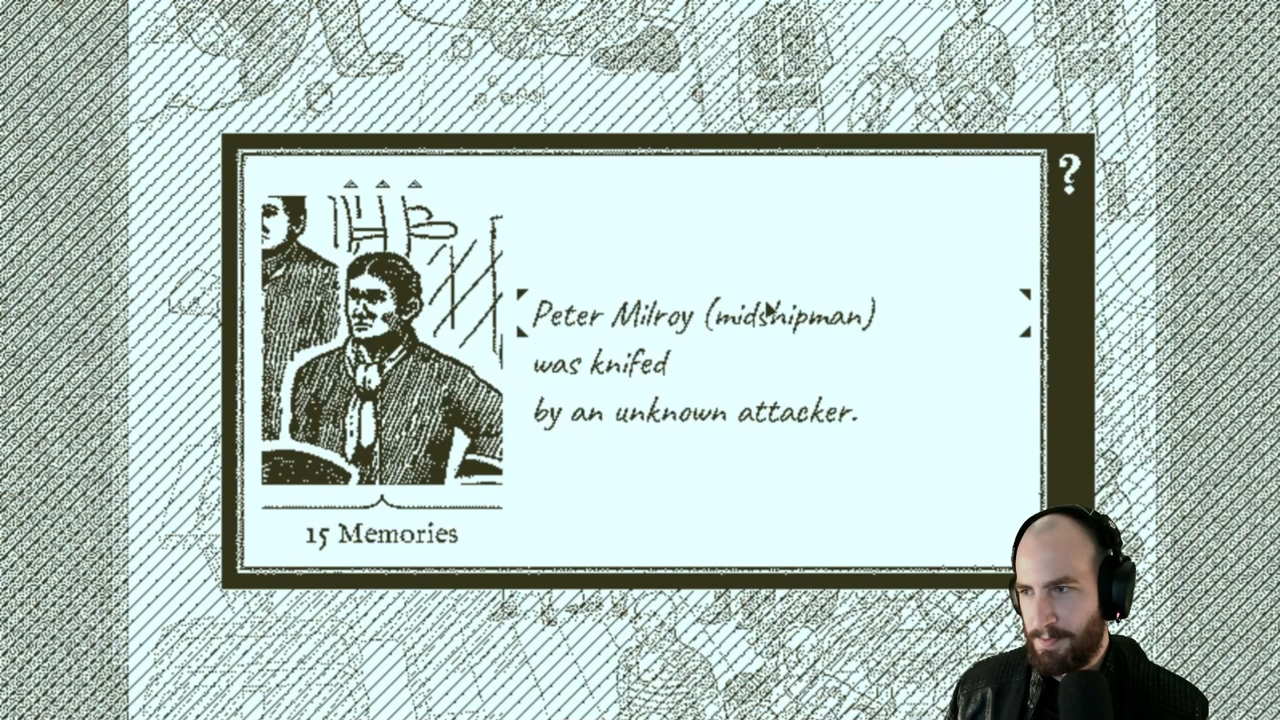 ?
Peter Milroy (midshipman)
was knifed
by an unknown attacker.
15 Memories